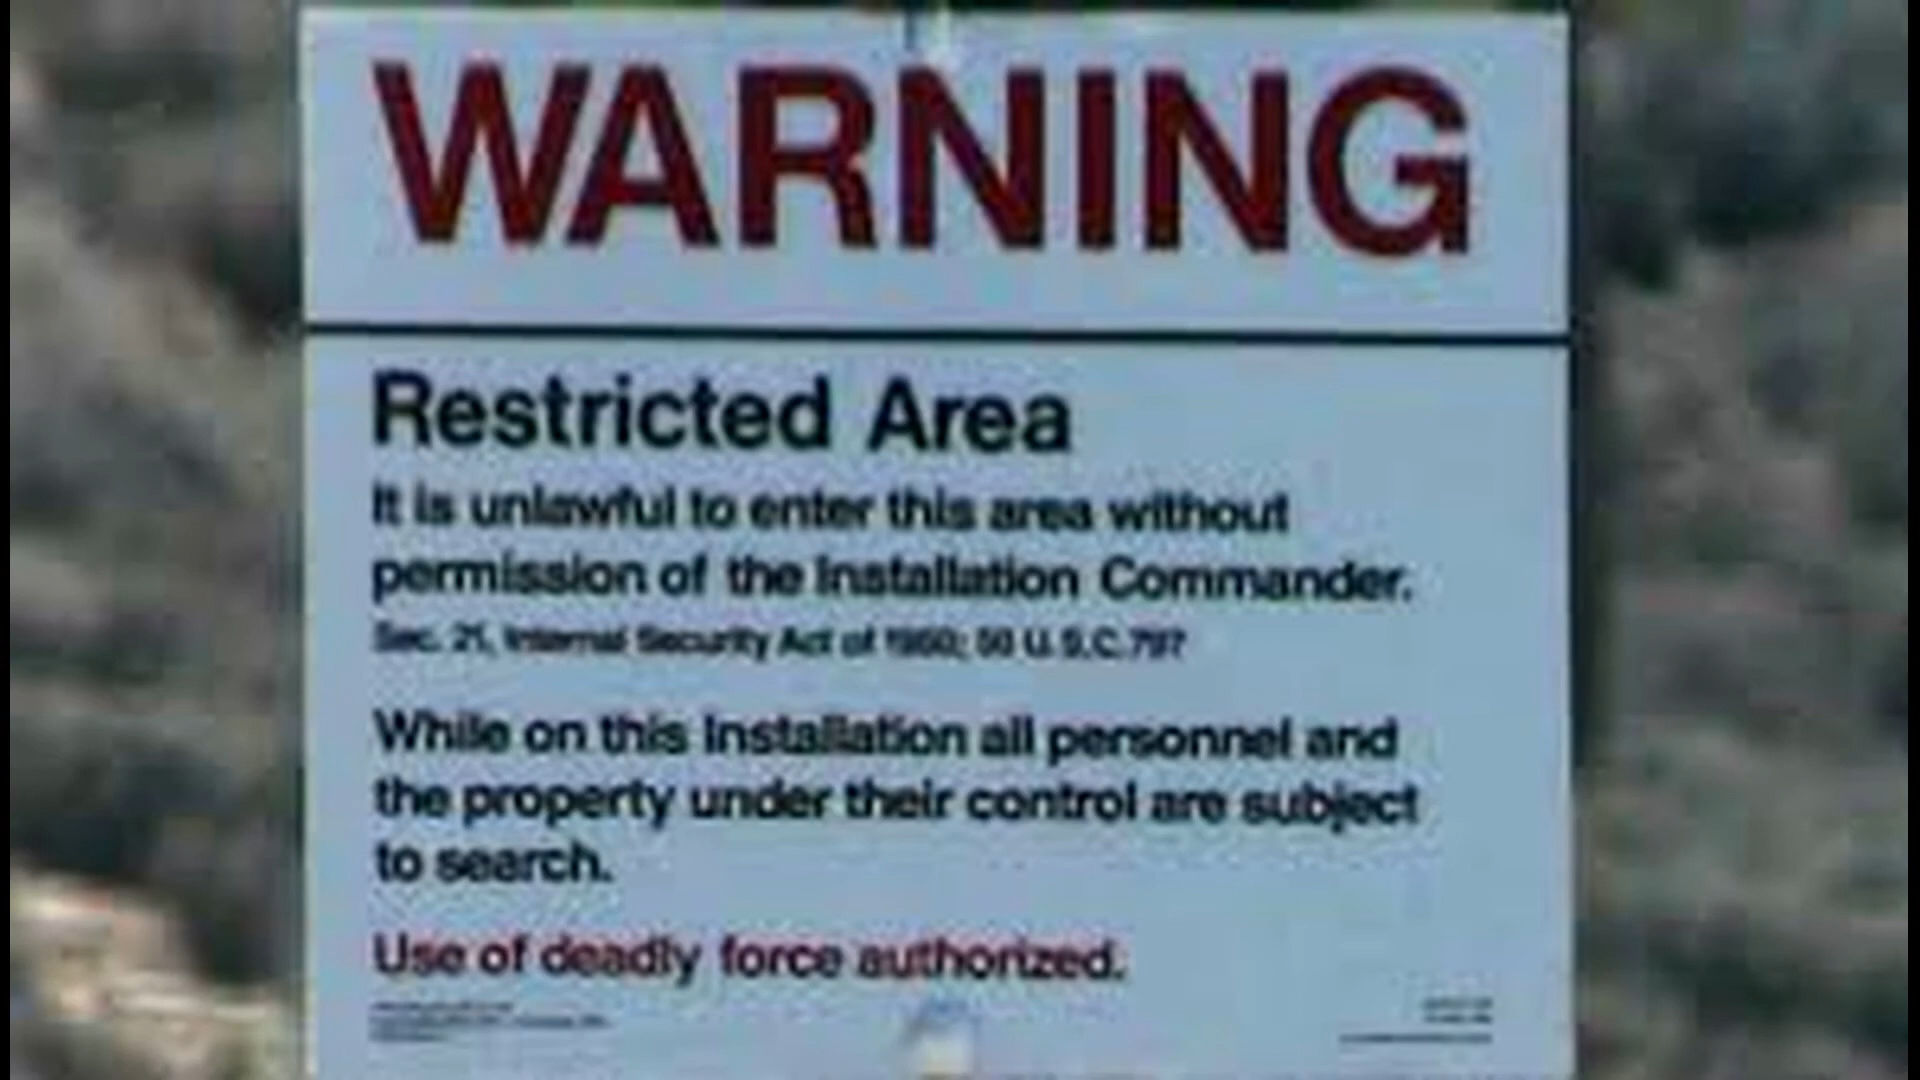 WARNING
Restricted Area
It is unlawful to enter this area without
permission of the Installation Commander.
Sec. 21, Internal Security Act of 1950; 50 U.S.C. 797
While on this Installation all personnel and
the property under their control are subject
to search.
Use of deadly force authorized.